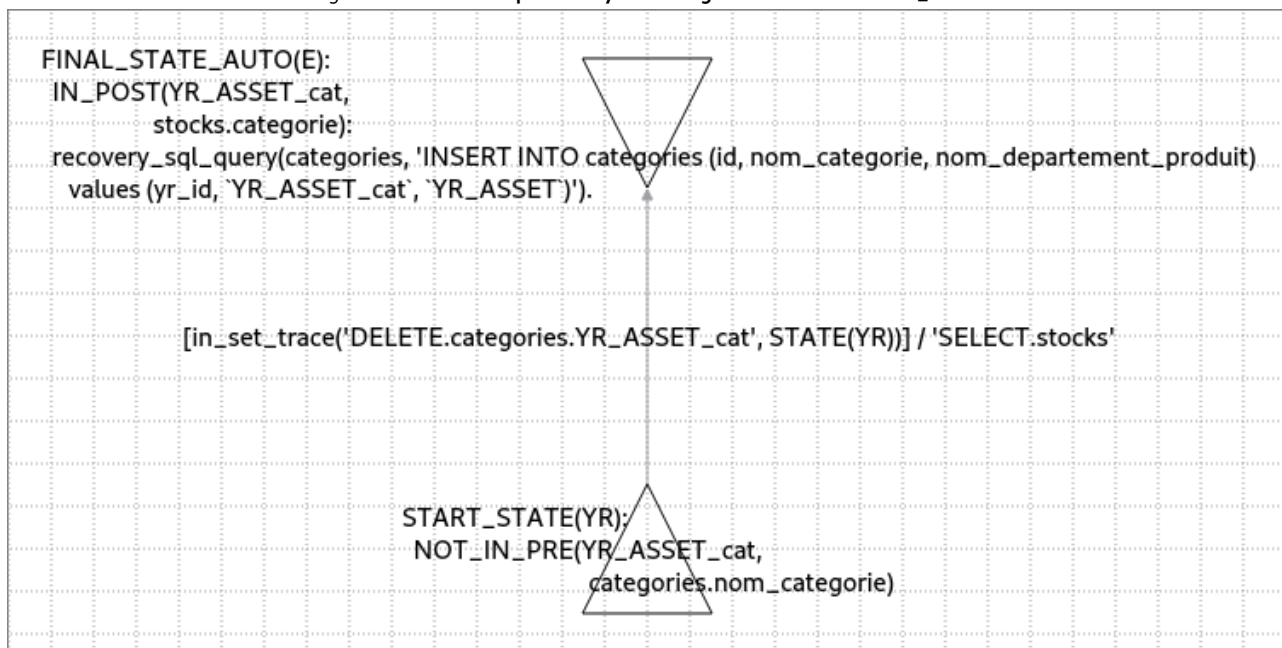 FINAL_STATE_AUTO(E):
IN_POST(YR_ASSET_cat,
stocks.categorie):
recovery_sql_query(categories, 'INSERT INTO categories (id, nom_categorie, nom_departement_produit)
values (yr_id, `YR_ASSET_cat`, `YR_ASSET`)').
[in_set_trace('DELETE.categories.YR_ASSET_cat', STATE(YR))] / 'SELECT.stocks'
START_STATE(YR):
NOT_IN_PRE(YR_ASSET_cat,
categories.nom_categorie)